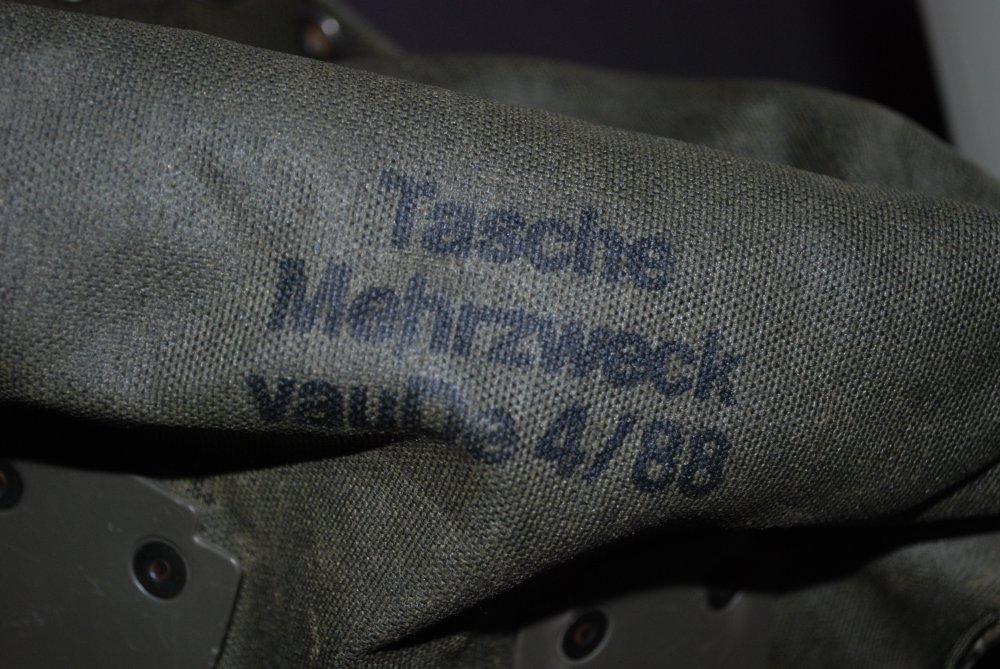 Tasche
Mehrzweck
vauDe 4/88